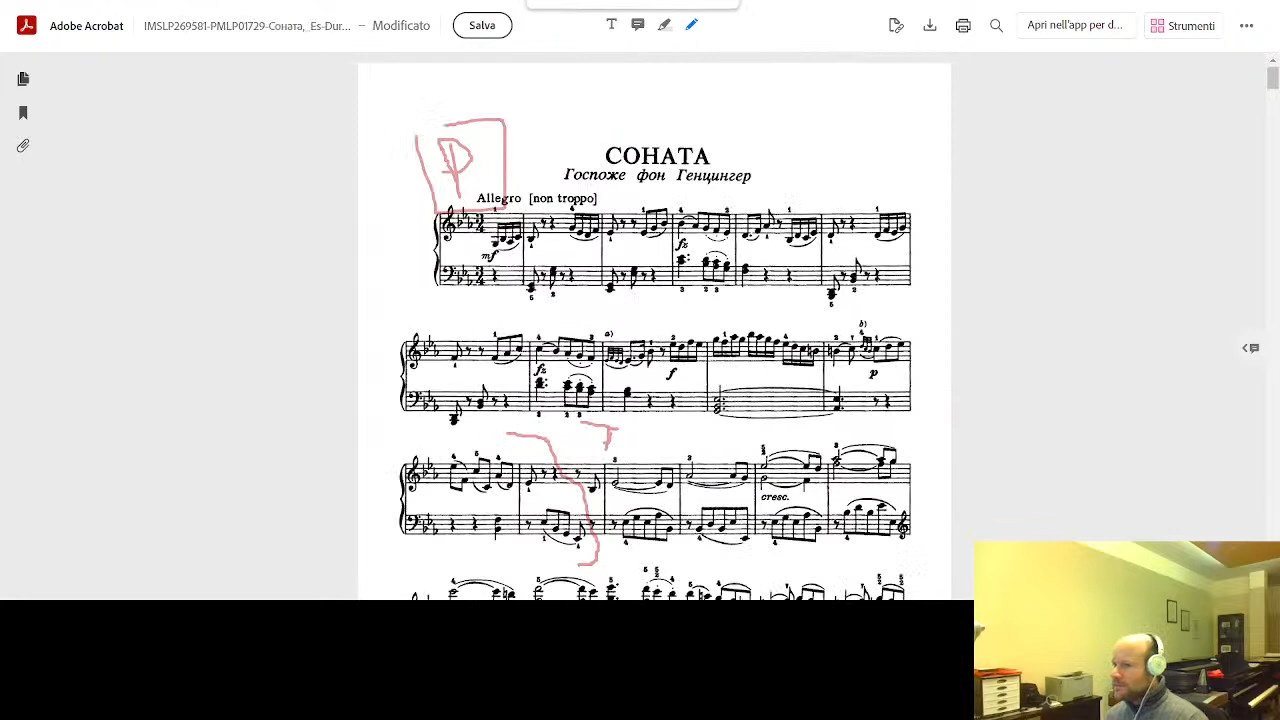 Adobe Acrobat
IMSLP269581-PMLP01729-Соната,_Es-Dur...
Modificato
Salva
Apri nell'app per d...
Strumenti
P
СОНАТА
Госпоже фон Генцингер
Allegro [non troppo]
mf
fz
a)
b)
fz
f
p
T
cresc.